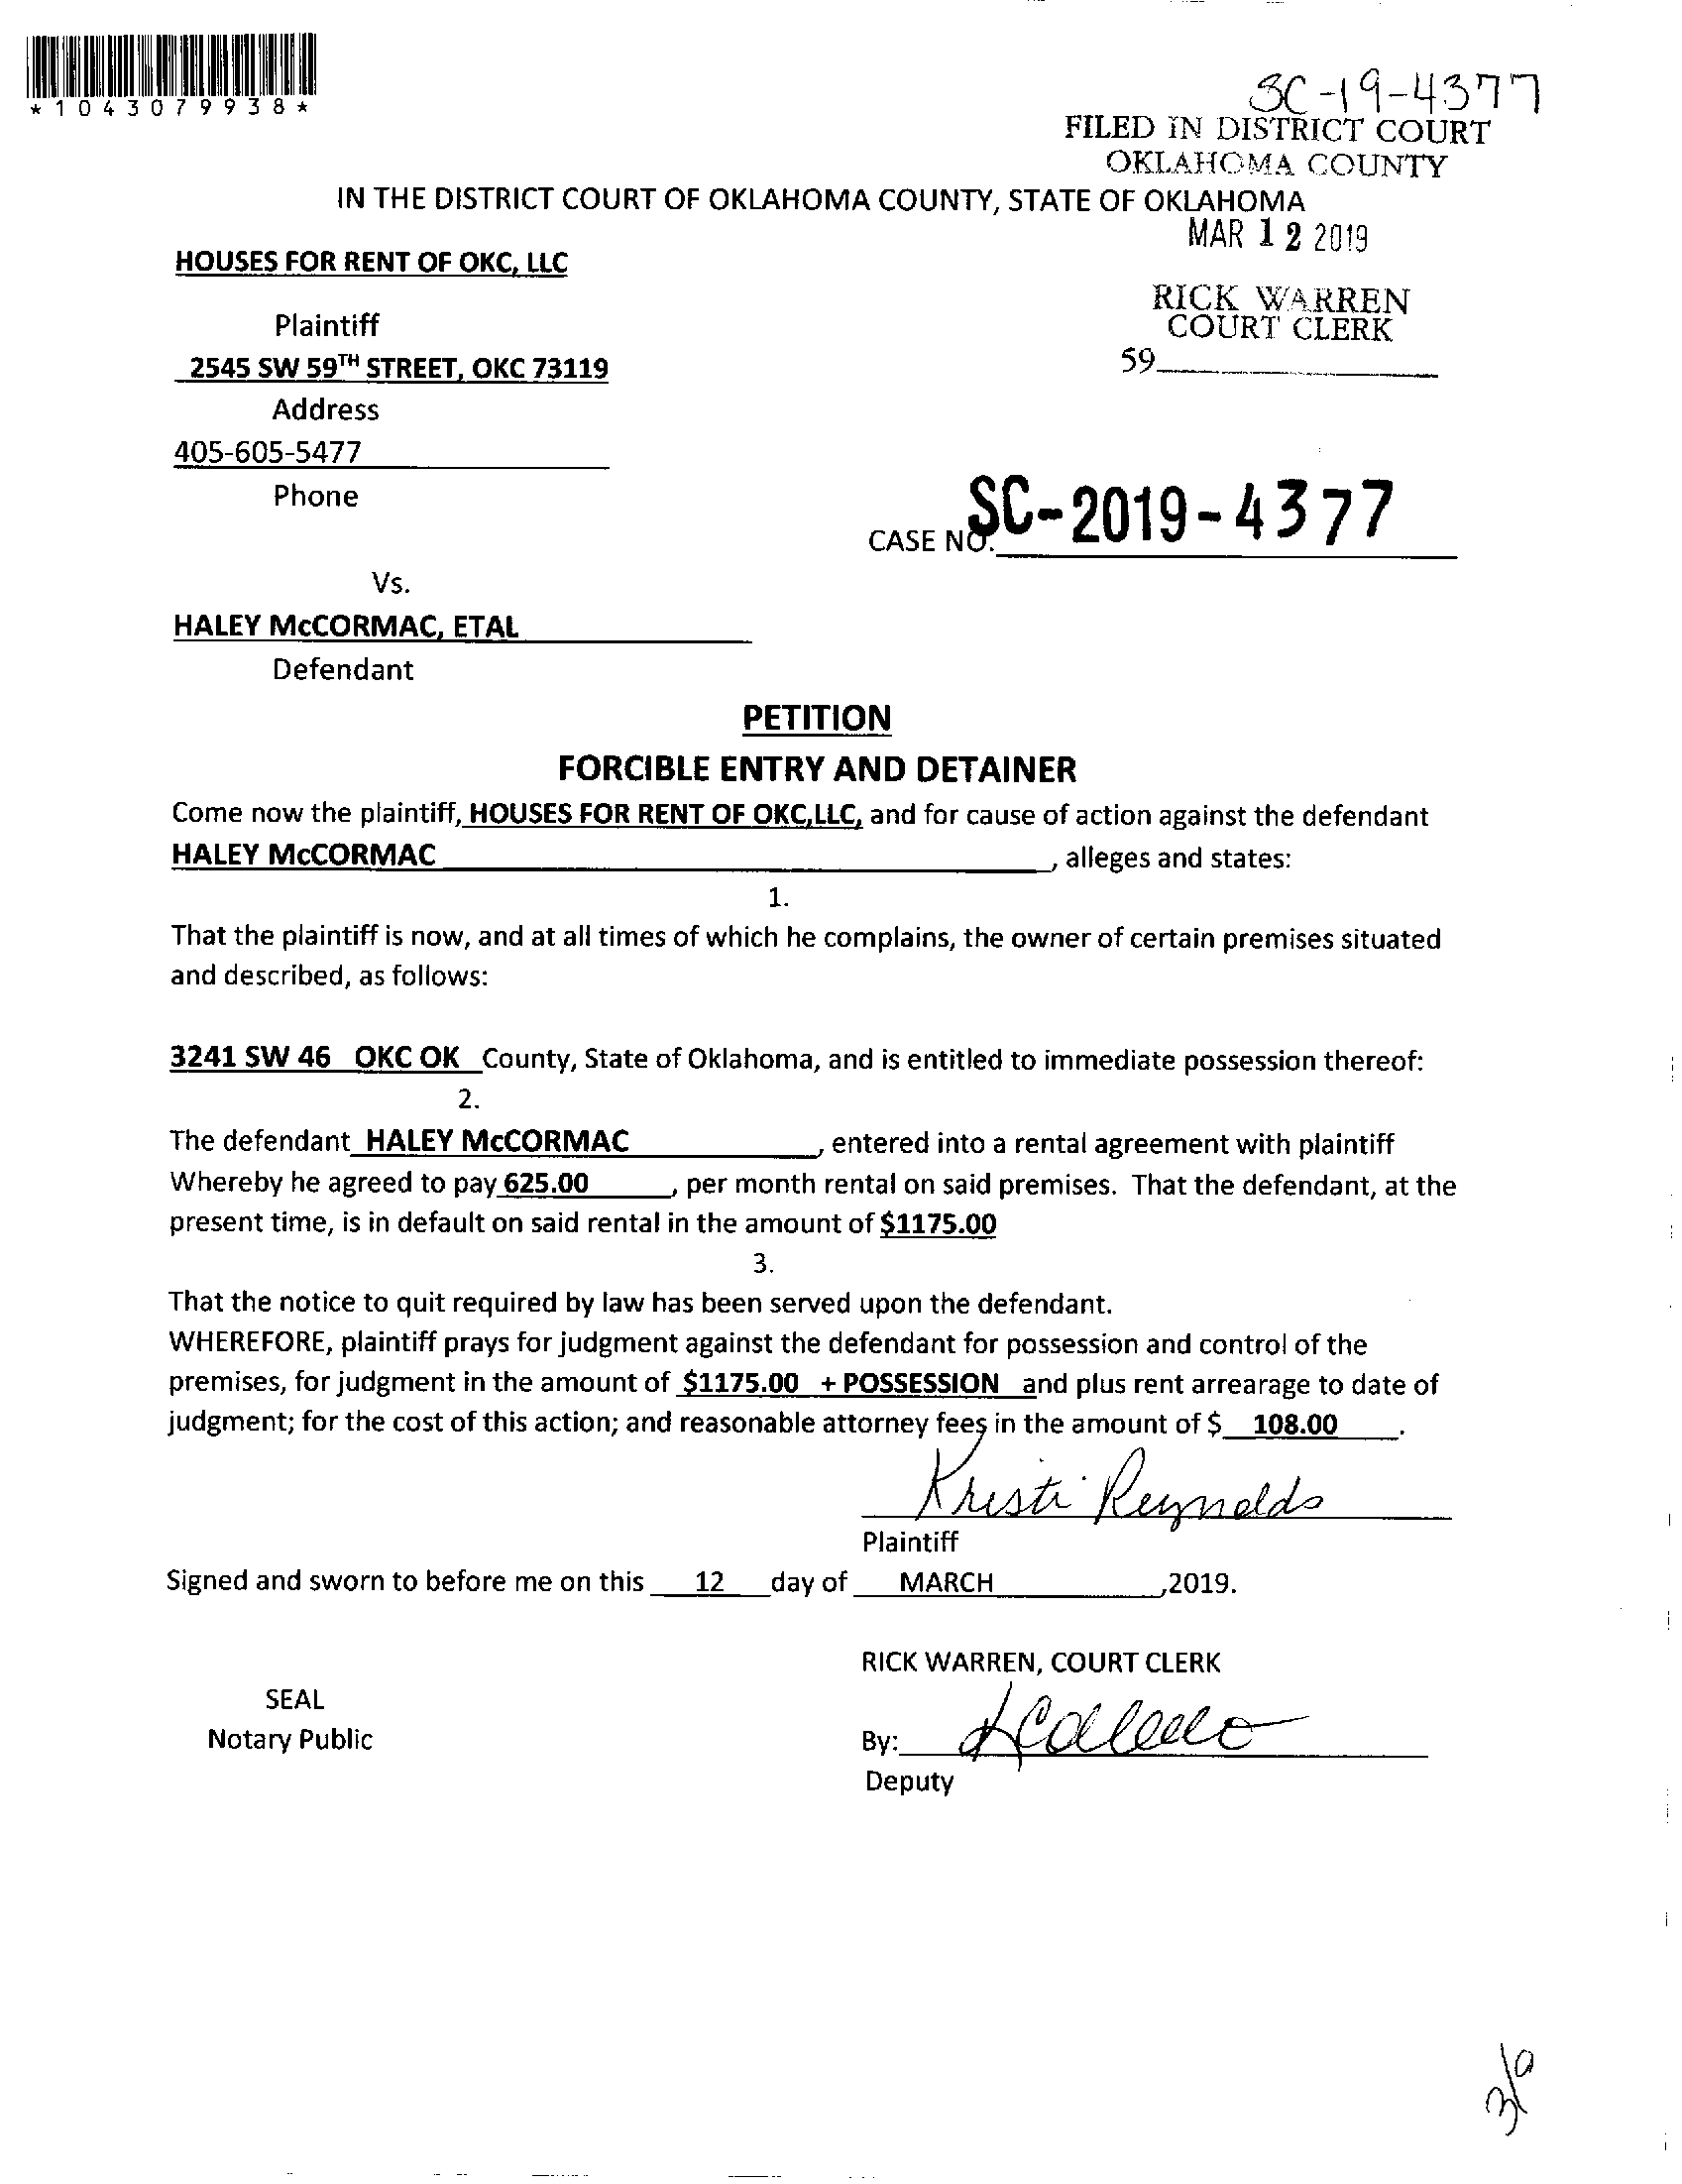 *1043079938*
SC-19-4377
FILED IN DISTRICT COURT
OKLAHOMA COUNTY
IN THE DISTRICT COURT OF OKLAHOMA COUNTY, STATE OF OKLAHOMA
MAR 12 2019
HOUSES FOR RENT OF OKC, LLC
RICK WARREN
COURT CLERK
Plaintiff
59
2545 SW 59TH STREET, OKC 73119
Address
405-605-5477
Phone
CASE NO. SC-2019-4377
Vs.
HALEY McCORMAC, ETAL
Defendant
PETITION
FORCIBLE ENTRY AND DETAINER
Come now the plaintiff, HOUSES FOR RENT OF OKC,LLC, and for cause of action against the defendant
HALEY McCORMAC, alleges and states:
1.
That the plaintiff is now, and at all times of which he complains, the owner of certain premises situated
and described, as follows:
3241 SW 46 OKC OK County, State of Oklahoma, and is entitled to immediate possession thereof:
2.
The defendant HALEY McCORMAC, entered into a rental agreement with plaintiff
Whereby he agreed to pay 625.00, per month rental on said premises. That the defendant, at the
present time, is in default on said rental in the amount of $1175.00
3.
That the notice to quit required by law has been served upon the defendant.
WHEREFORE, plaintiff prays for judgment against the defendant for possession and control of the
premises, for judgment in the amount of $1175.00 + POSSESSION and plus rent arrearage to date of
judgment; for the cost of this action; and reasonable attorney fees in the amount of $ 108.00.
Kristi Reynolds
Plaintiff
Signed and sworn to before me on this 12 day of MARCH,2019.
RICK WARREN, COURT CLERK
SEAL
Notary Public
By:
Deputy